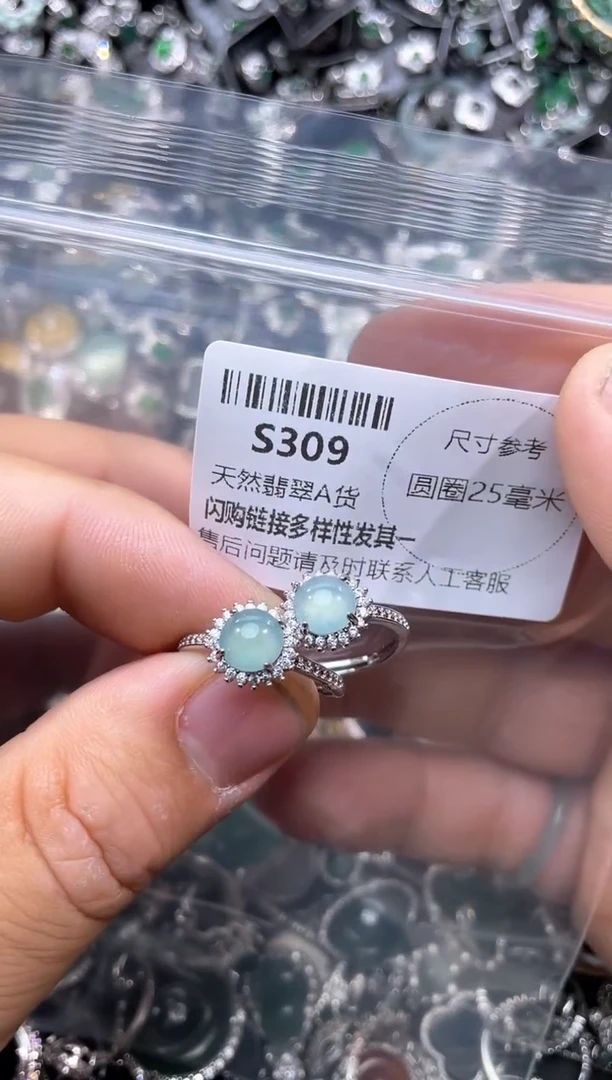 S309
天然翡翠A货
闪购链接多样性发其一
售后问题请及时联系人工客服
尺寸参考
圆圈25毫米